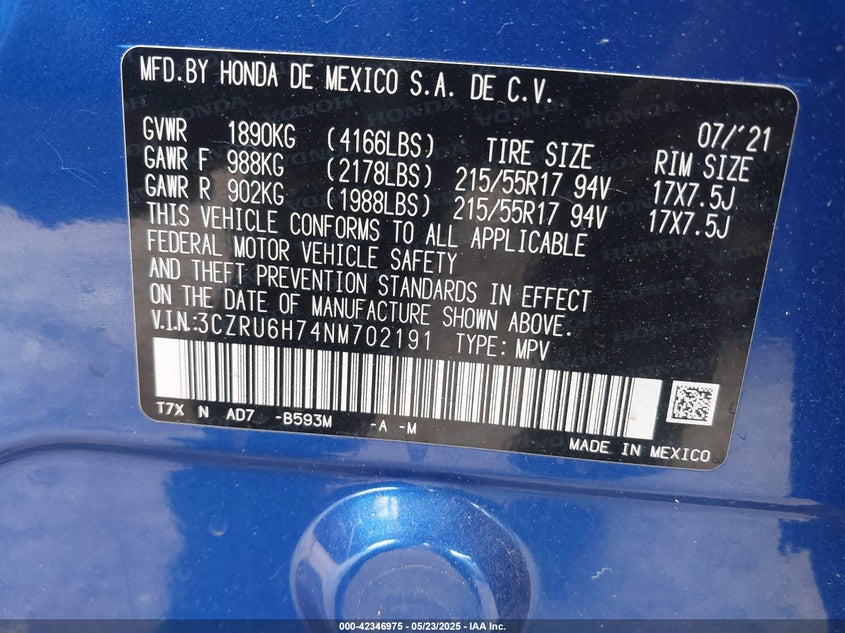 MFD.BY HONDA DE MEXICO S.A. DE C.V.
07/'21
GVWR 1890KG (4166LBS) TIRE SIZE RIM SIZE
GAWR F 988KG (2178LBS) 215/55R17 94V 17X7.5J
GAWR R 902KG (1988LBS) 215/55R17 94V 17X7.5J
THIS VEHICLE CONFORMS TO ALL APPLICABLE
FEDERAL MOTOR VEHICLE SAFETY
AND THEFT PREVENTION STANDARDS IN EFFECT
ON THE DATE OF MANUFACTURE SHOWN ABOVE.
V.I.N.:3CZRU6H74NM702191 TYPE: MPV
T7X N AD7 -B593M -A -M
MADE IN MEXICO
000-42346975 - 05/23/2025 - IAA Inc.